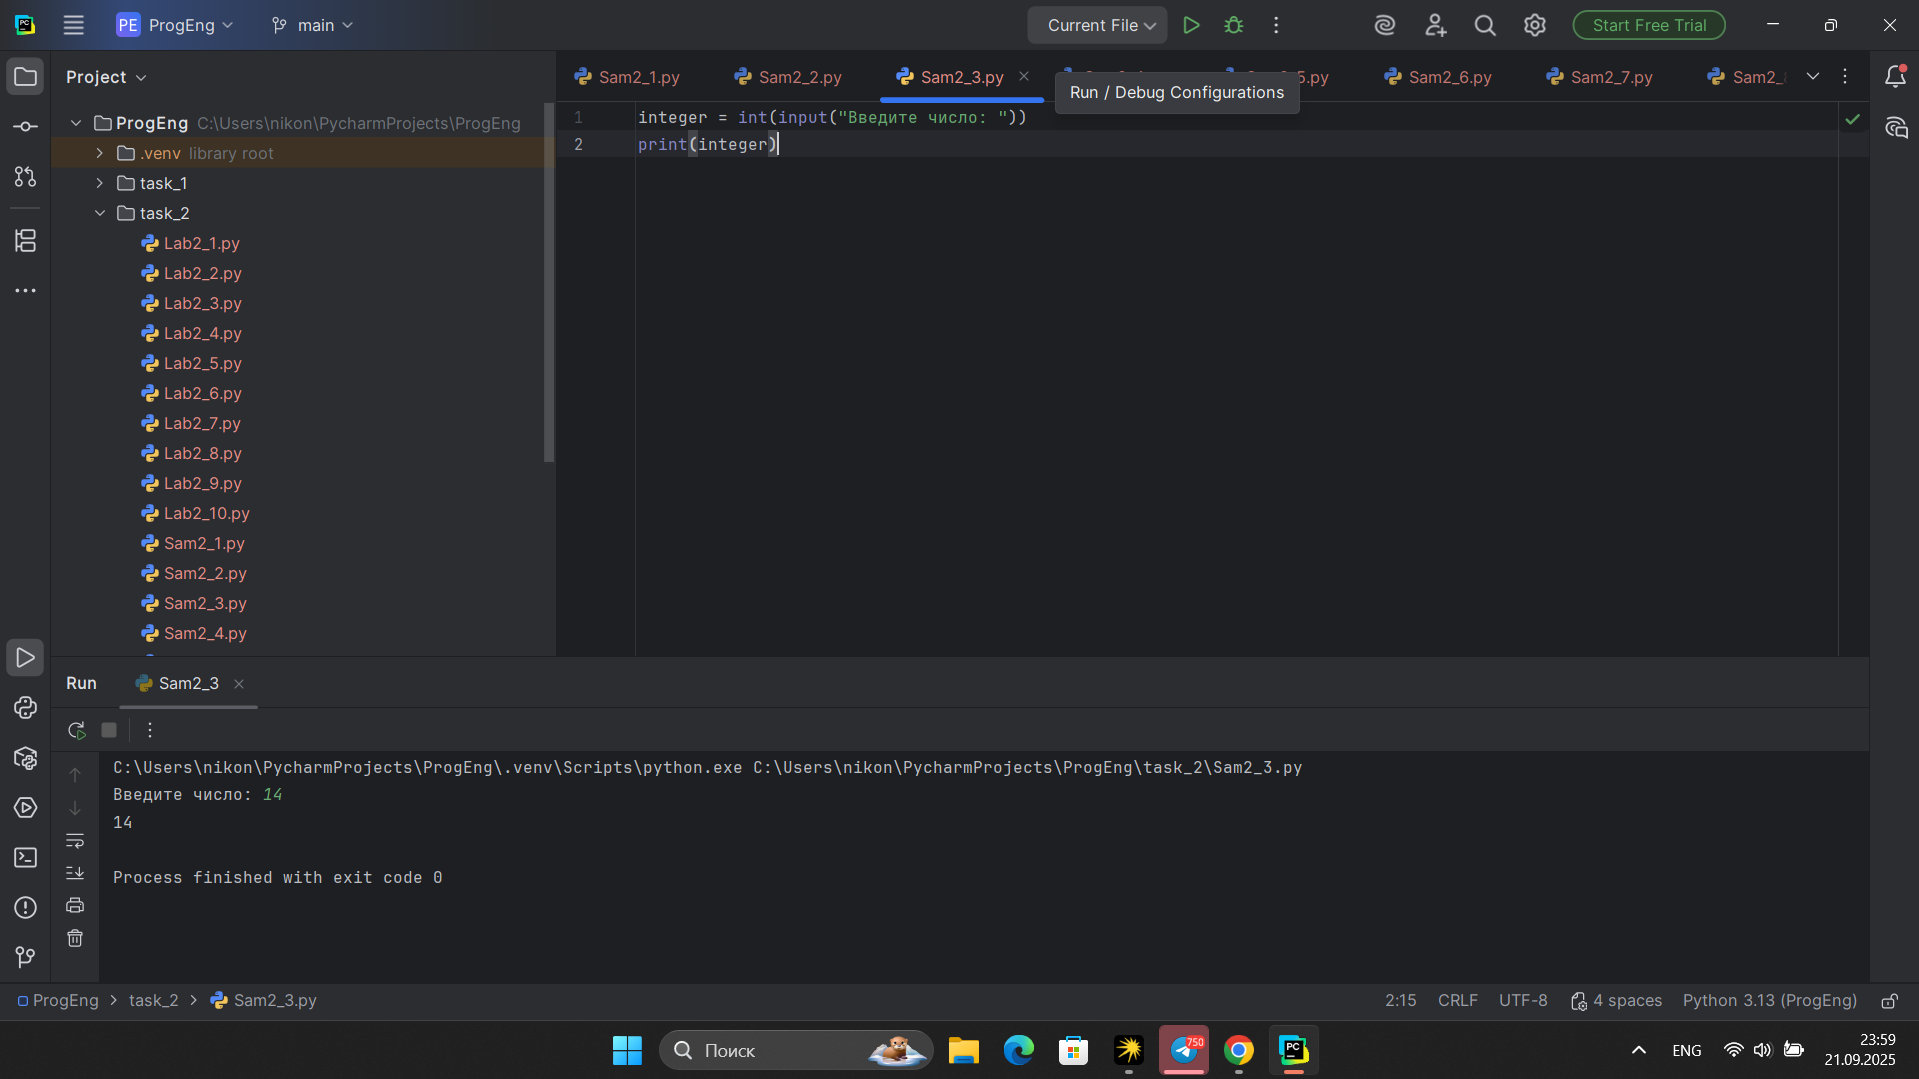 PE ProgEng main Current File Start Free Trial
Project
Sam2_1.py Sam2_2.py Sam2_3.py 5.py Sam2_6.py Sam2_7.py Sam2_
Run / Debug Configurations
ProgEng C:\Users\nikon\PycharmProjects\ProgEng
.venv library root
task_1
task_2
Lab2_1.py
Lab2_2.py
Lab2_3.py
Lab2_4.py
Lab2_5.py
Lab2_6.py
Lab2_7.py
Lab2_8.py
Lab2_9.py
Lab2_10.py
Sam2_1.py
Sam2_2.py
Sam2_3.py
Sam2_4.py
1 integer = int(input("Введите число: "))
2 print(integer)
Run Sam2_3
C:\Users\nikon\PycharmProjects\ProgEng\.venv\Scripts\python.exe C:\Users\nikon\PycharmProjects\ProgEng\task_2\Sam2_3.py
Введите число: 14
14
Process finished with exit code 0
ProgEng task_2 Sam2_3.py 2:15 CRLF UTF-8 4 spaces Python 3.13 (ProgEng)
Поиск 750 PC ENG 23:59
21.09.2025